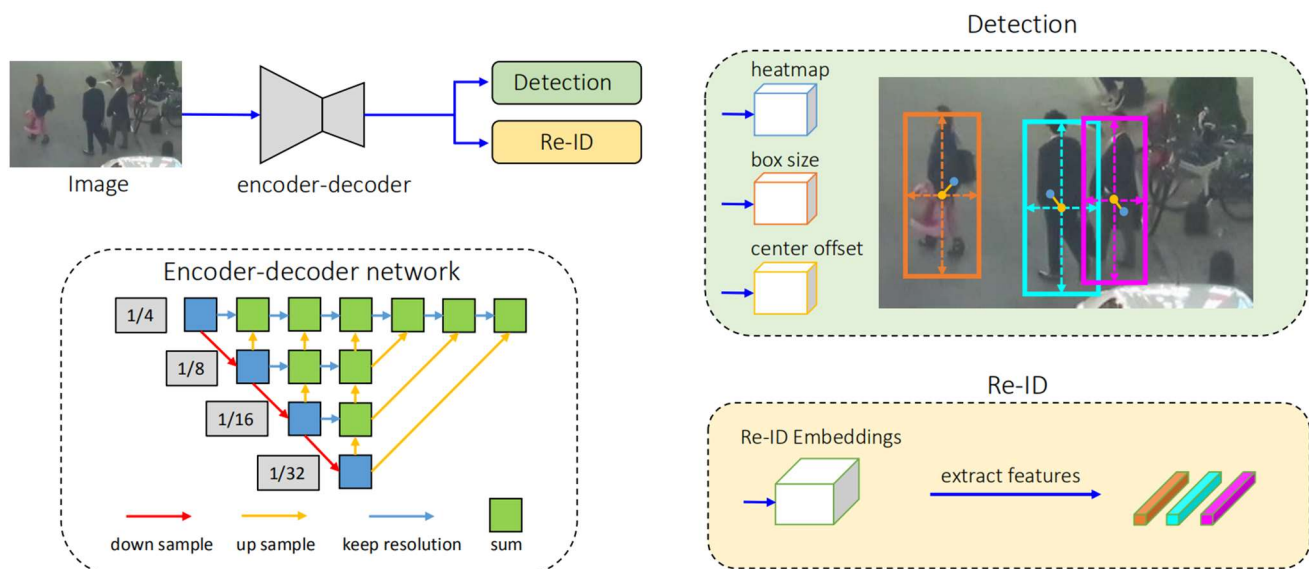 Image
encoder-decoder
Detection
Re-ID
Encoder-decoder network
1/4
1/8
1/16
1/32
down sample
up sample
keep resolution
sum
Detection
heatmap
box size
center offset
Re-ID
Re-ID Embeddings
extract features